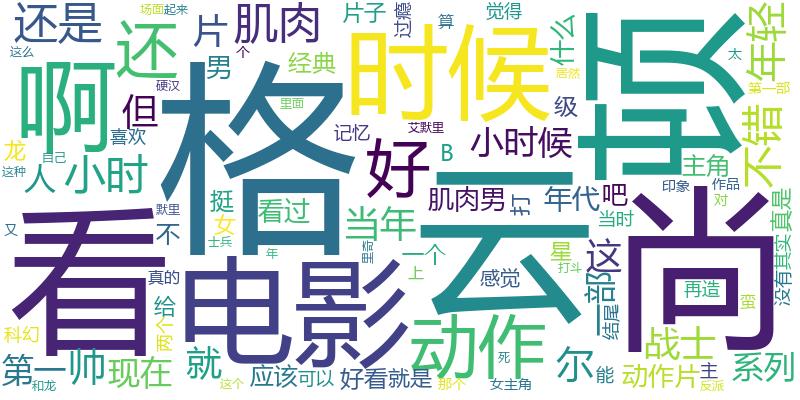 场面
起来
这么
还是
还
片
肌肉
片子
过瘾
觉得
算
什么
太
年轻
个
男
经典
硬汉
时候
居然
第一部
啊
但
格
里面
记忆
艾默里
级
顿
不错
喜欢
龙
小时
人
自己
这种
好
B
小时候
主角
印象
作品
对
挺
看过
女
当年
肌肉男
打
年代
吧
当时
又
看
不
默里
士兵
年
里奇
一个
上
云
星
打斗
这
尚
再造
蛮
没有
其实
真是
感觉
真的
给
两个
电影
科幻
动作
死
一部
结尾
战士
第一
帅
现在
就
应该
可以
好看
就是
那个
尔
能
动作片
主
系列
反派
和龙
这个
女主角